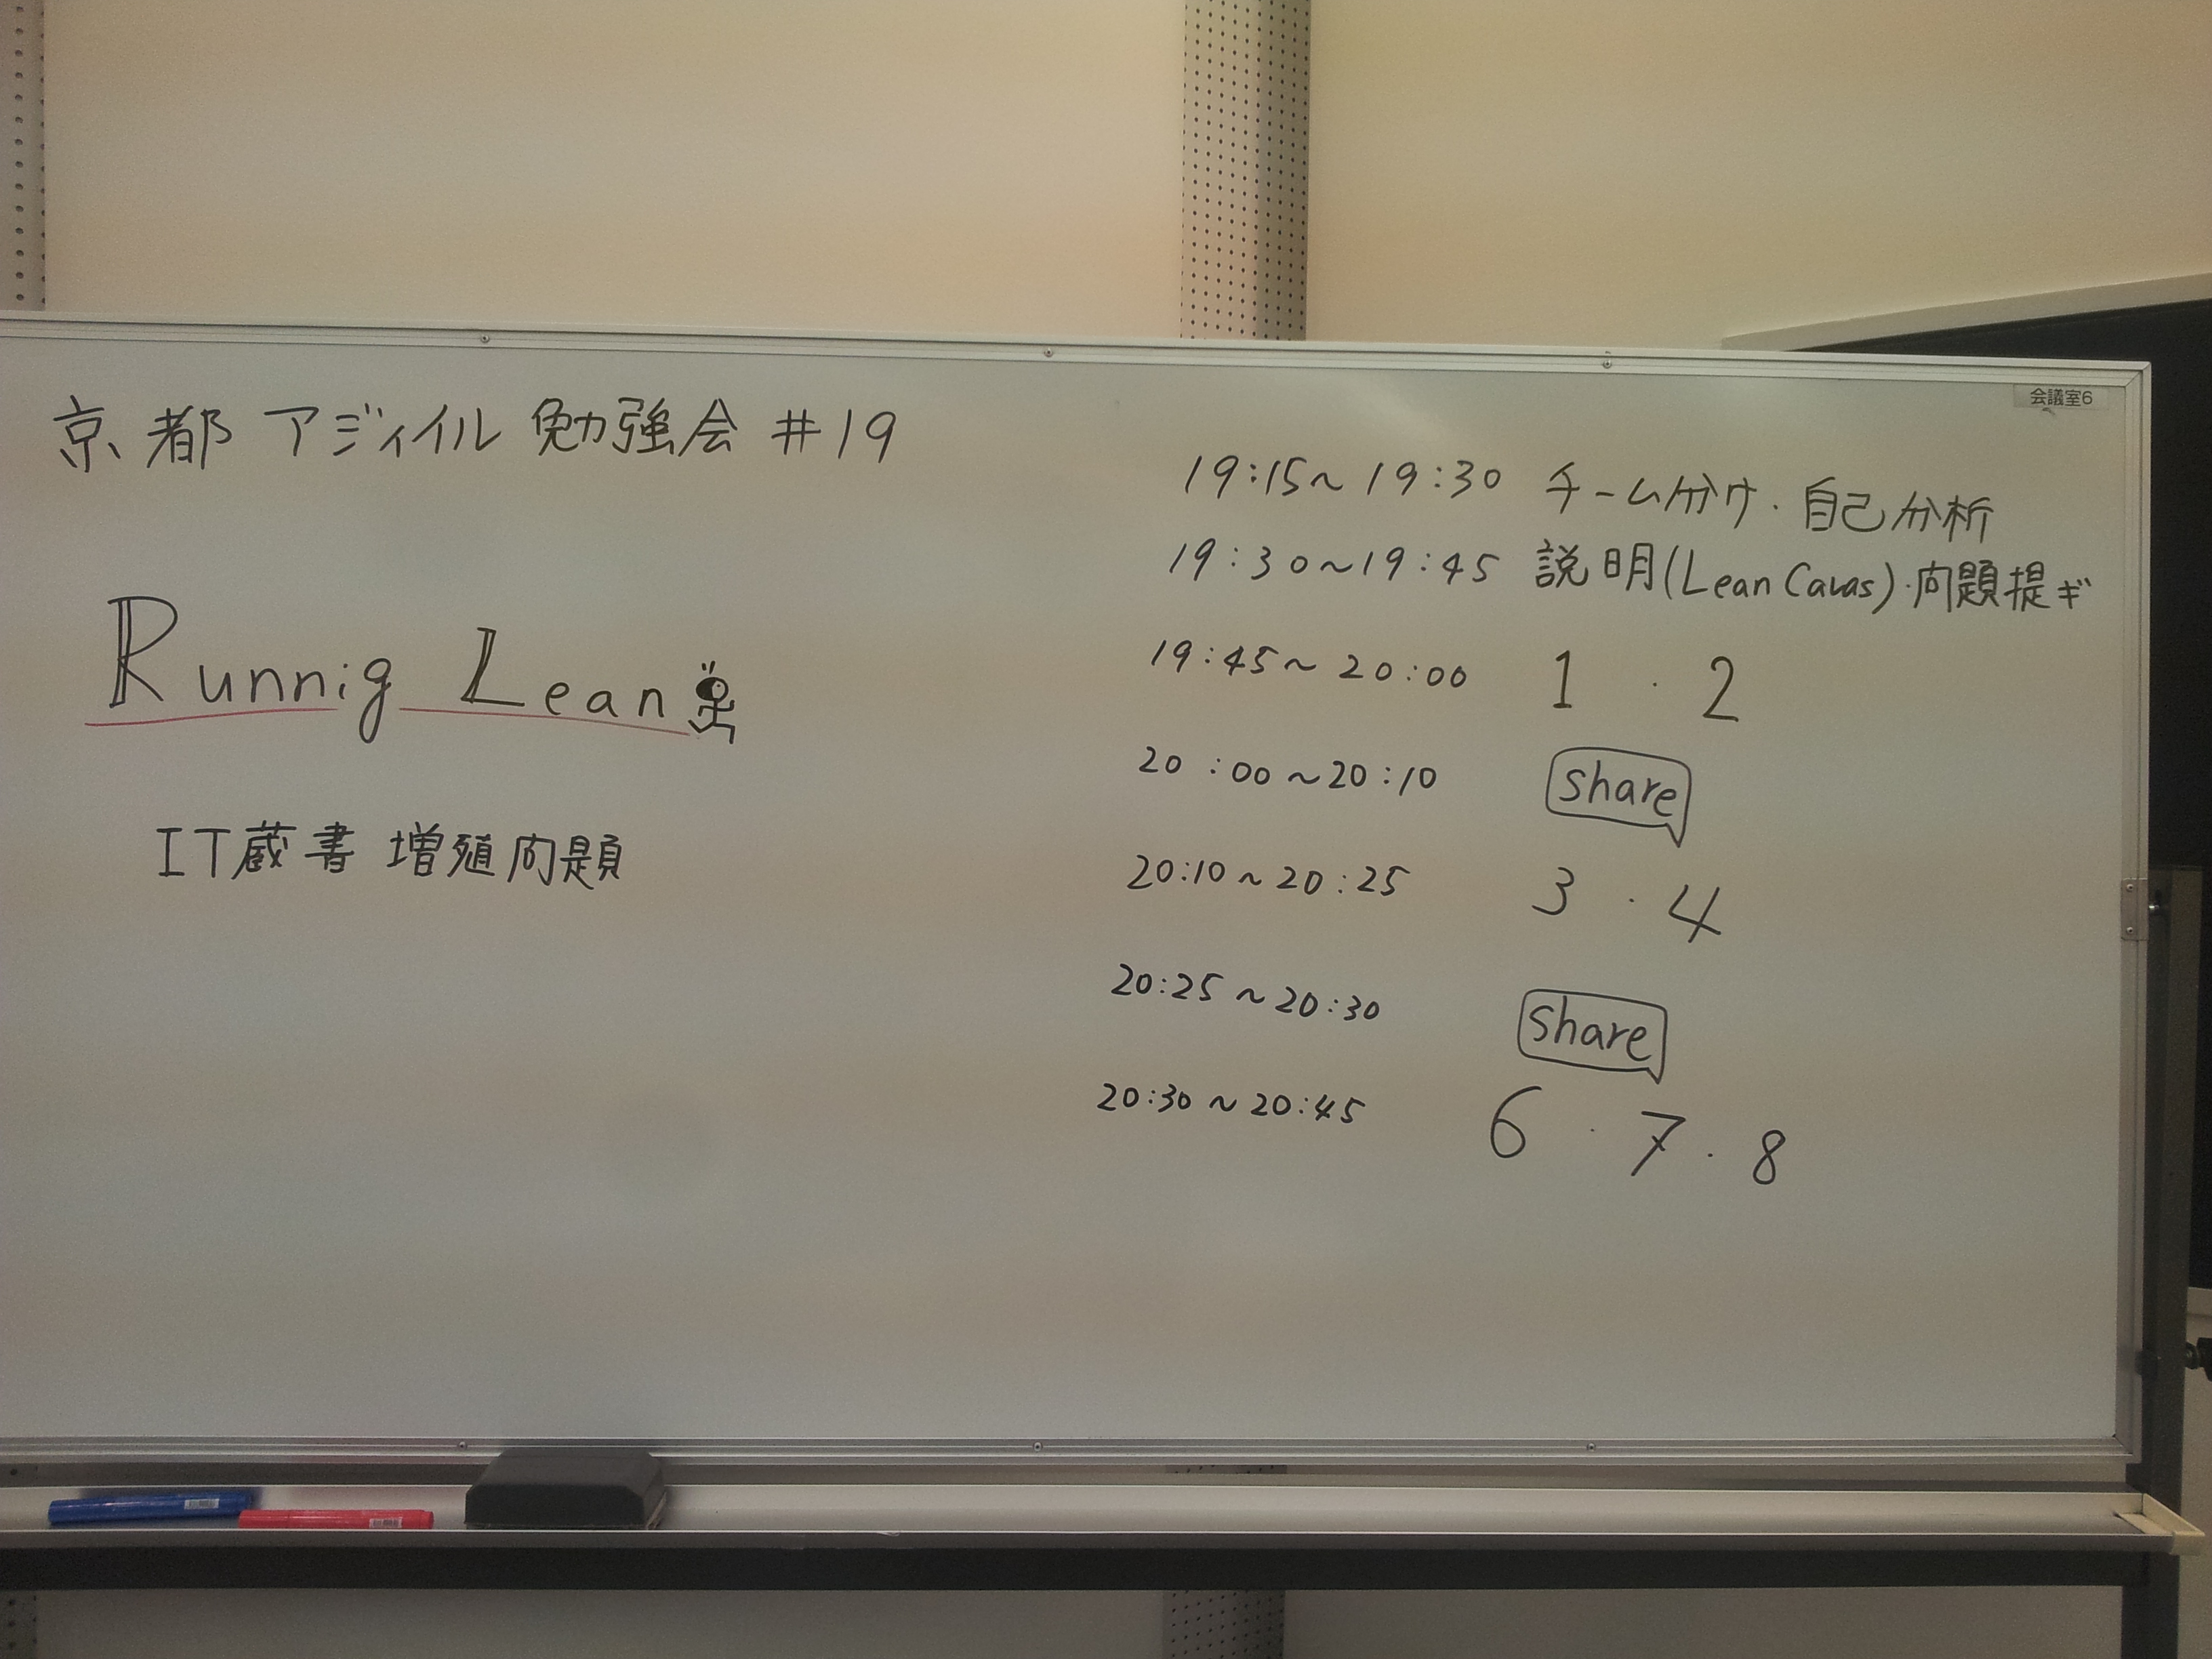 京都アジャイル勉強会 #19
Runnig Lean
IT蔵書 増殖問題
会議室6
19:15~19:30 チーム分け・自己分析
19:30~19:45 説明(Lean Cavas)・問題提ギ
19:45~20:00 1・2
20:00~20:10 share
20:10~20:25 3・4
20:25~20:30 share
20:30~20:45 6・7・8